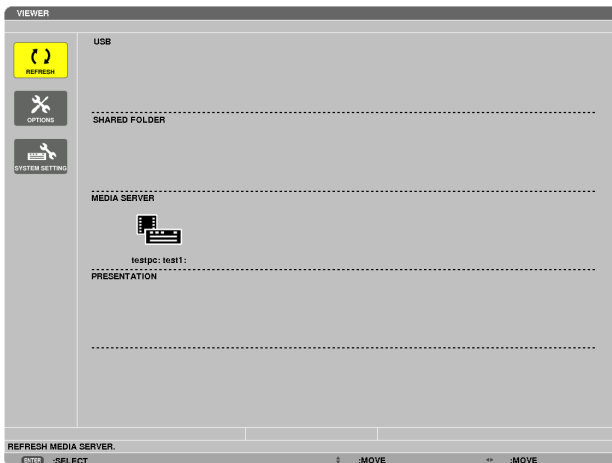 VIEWER
REFRESH
OPTIONS
SYSTEM SETTING
USB
SHARED FOLDER
MEDIA SERVER
testpc: test1:
PRESENTATION
REFRESH MEDIA SERVER.
ENTER :SELECT :MOVE :MOVE